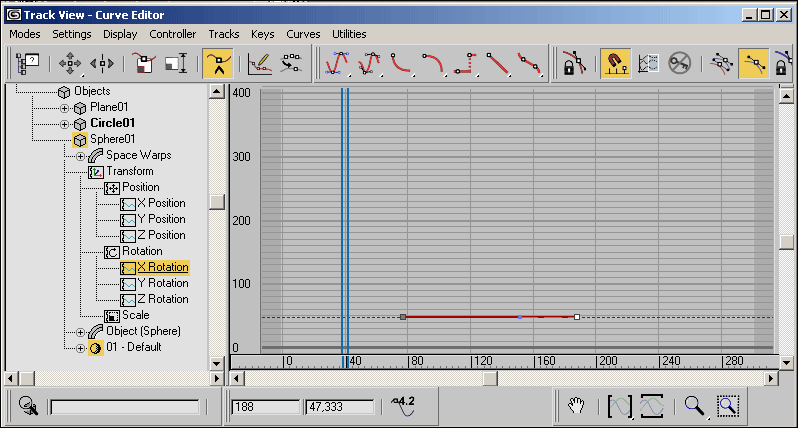 Track View - Curve Editor
Modes Settings Display Controller Tracks Keys Curves Utilities
?
Objects
Plane01
Circle01
Sphere01
Space Warps
Transform
Position
X Position
Y Position
Z Position
Rotation
X Rotation
Y Rotation
Z Rotation
Scale
Object (Sphere)
01 - Default
400
300
200
100
0
0 40 80 120 160 200 240 280
188 47,333 4.2